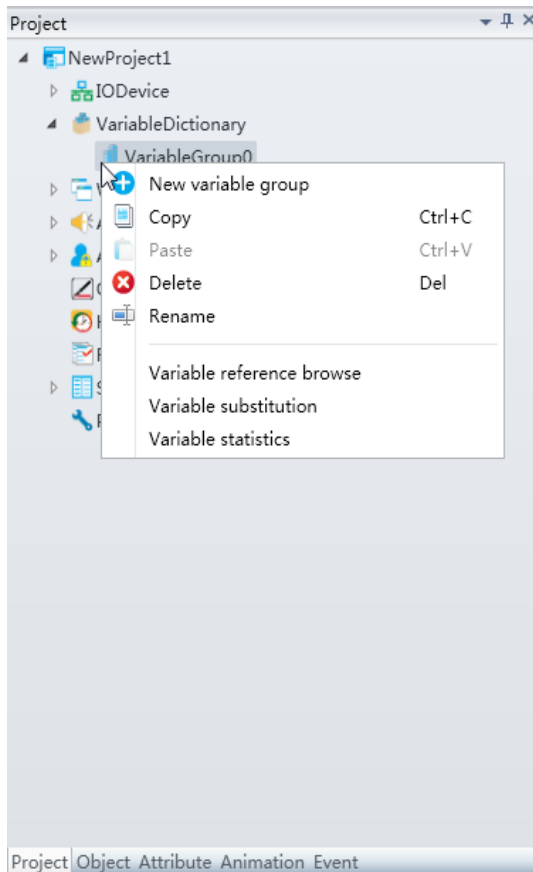 Project
NewProject1
IODevice
VariableDictionary
VariableGroup0
New variable group
Copy Ctrl+C
Paste Ctrl+V
Delete Del
Rename
Variable reference browse
Variable substitution
Variable statistics
Project Object Attribute Animation Event